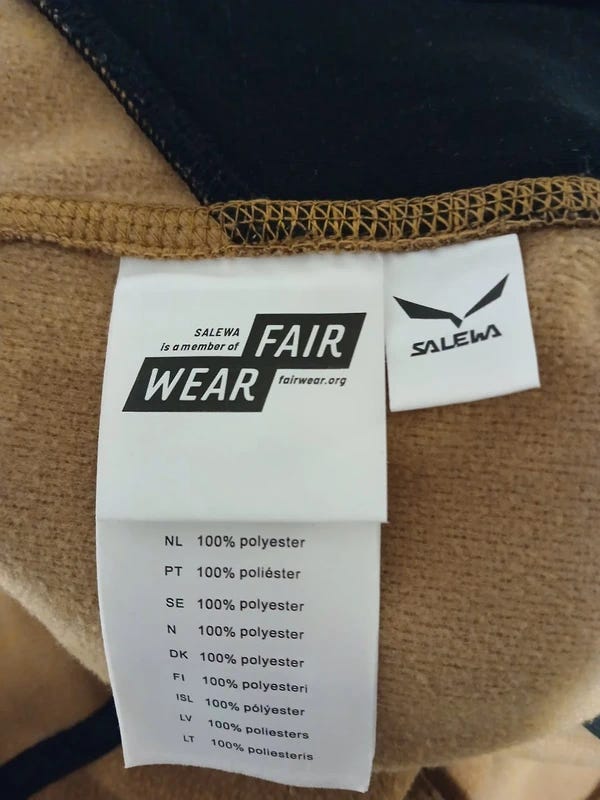 SALEWA
is a member of
FAIR
WEAR
fairwear.org
SALEWA
NL 100% polyester
PT 100% poliéster
SE 100% polyester
N 100% polyester
DK 100% polyester
FI 100% polyesteri
ISL 100% pólýester
LV 100% poliesters
LT 100% poliesteris